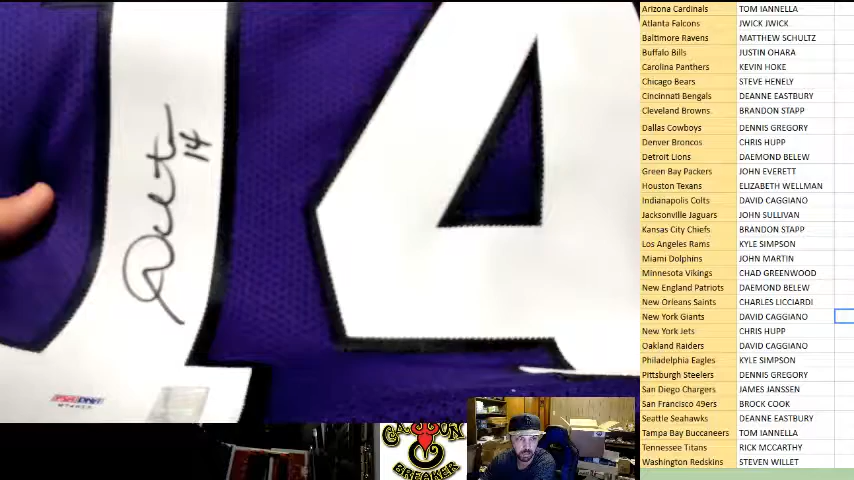 Arizona Cardinals TOM IANNELLA
Atlanta Falcons JWICK JWICK
Baltimore Ravens MATTHEW SCHULTZ
Buffalo Bills JUSTIN OHARA
Carolina Panthers KEVIN HOKE
Chicago Bears STEVE HENELY
Cincinnati Bengals DEANNE EASTBURY
Cleveland Browns BRANDON STAPP
Dallas Cowboys DENNIS GREGORY
Denver Broncos CHRIS HUPP
Detroit Lions DAEMOND BELEW
Green Bay Packers JOHN EVERETT
Houston Texans ELIZABETH WELLMAN
Indianapolis Colts DAVID CAGGIANO
Jacksonville Jaguars JOHN SULLIVAN
Kansas City Chiefs BRANDON STAPP
Los Angeles Rams KYLE SIMPSON
Miami Dolphins JOHN MARTIN
Minnesota Vikings CHAD GREENWOOD
New England Patriots DAEMOND BELEW
New Orleans Saints CHARLES LICCIARDI
New York Giants DAVID CAGGIANO
New York Jets CHRIS HUPP
Oakland Raiders DAVID CAGGIANO
Philadelphia Eagles KYLE SIMPSON
Pittsburgh Steelers DENNIS GREGORY
San Diego Chargers JAMES JANSSEN
San Francisco 49ers BROCK COOK
Seattle Seahawks DEANNE EASTBURY
Tampa Bay Buccaneers TOM IANNELLA
Tennessee Titans RICK MCCARTHY
Washington Redskins STEVEN WILLET
14
4
PSA/DNA
BREAKER